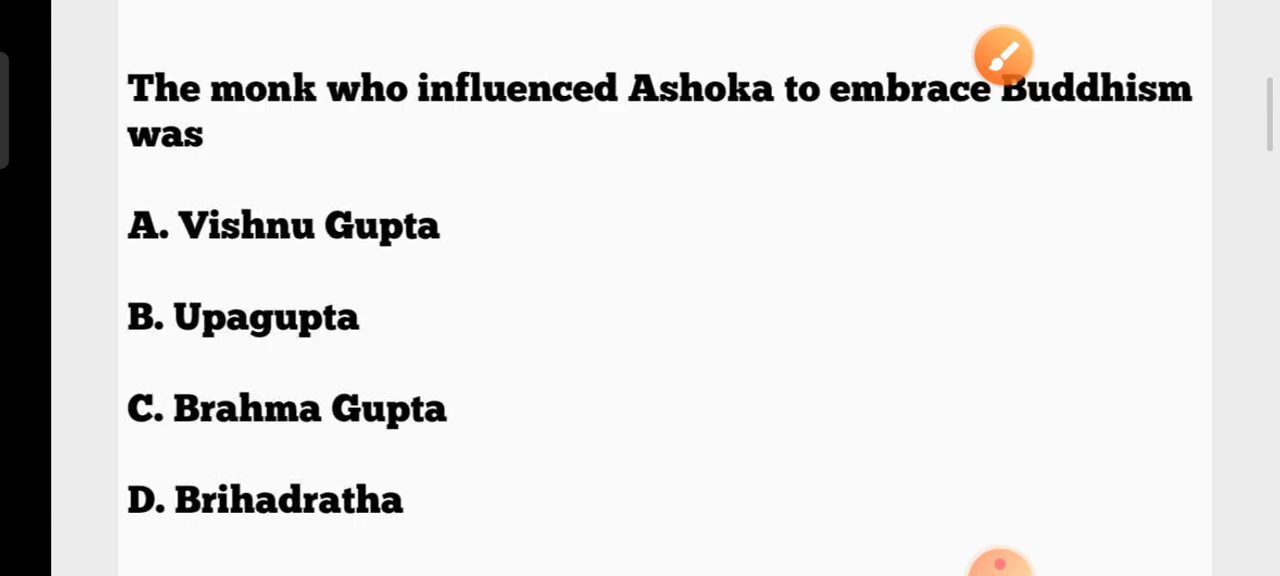 The monk who influenced Ashoka to embrace Buddhism
was
A. Vishnu Gupta
B. Upagupta
C. Brahma Gupta
D. Brihadratha